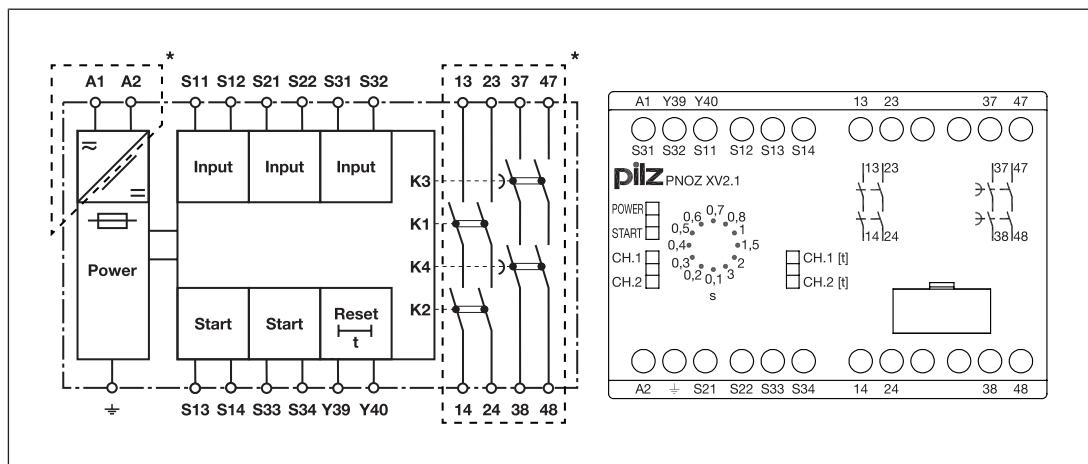 * *
A1 A2 S11 S12 S21 S22 S31 S32 13 23 37 47
Input Input Input
K3
K1
K4
K2
Power
Start Start Reset
t
S13 S14 S33 S34 Y39 Y40 14 24 38 48
A1 Y39 Y40 13 23 37 47
S31 S32 S11 S12 S13 S14
pilz PNOZ XV2.1
13 23 37 47
POWER
START
CH.1
CH.2
0,7
0,6 0,8
0,5 1
0,4 1,5
0,3 2
0,2 0,1 3
s
14 24 38 48
CH.1 [t]
CH.2 [t]
A2 S21 S22 S33 S34 14 24 38 48